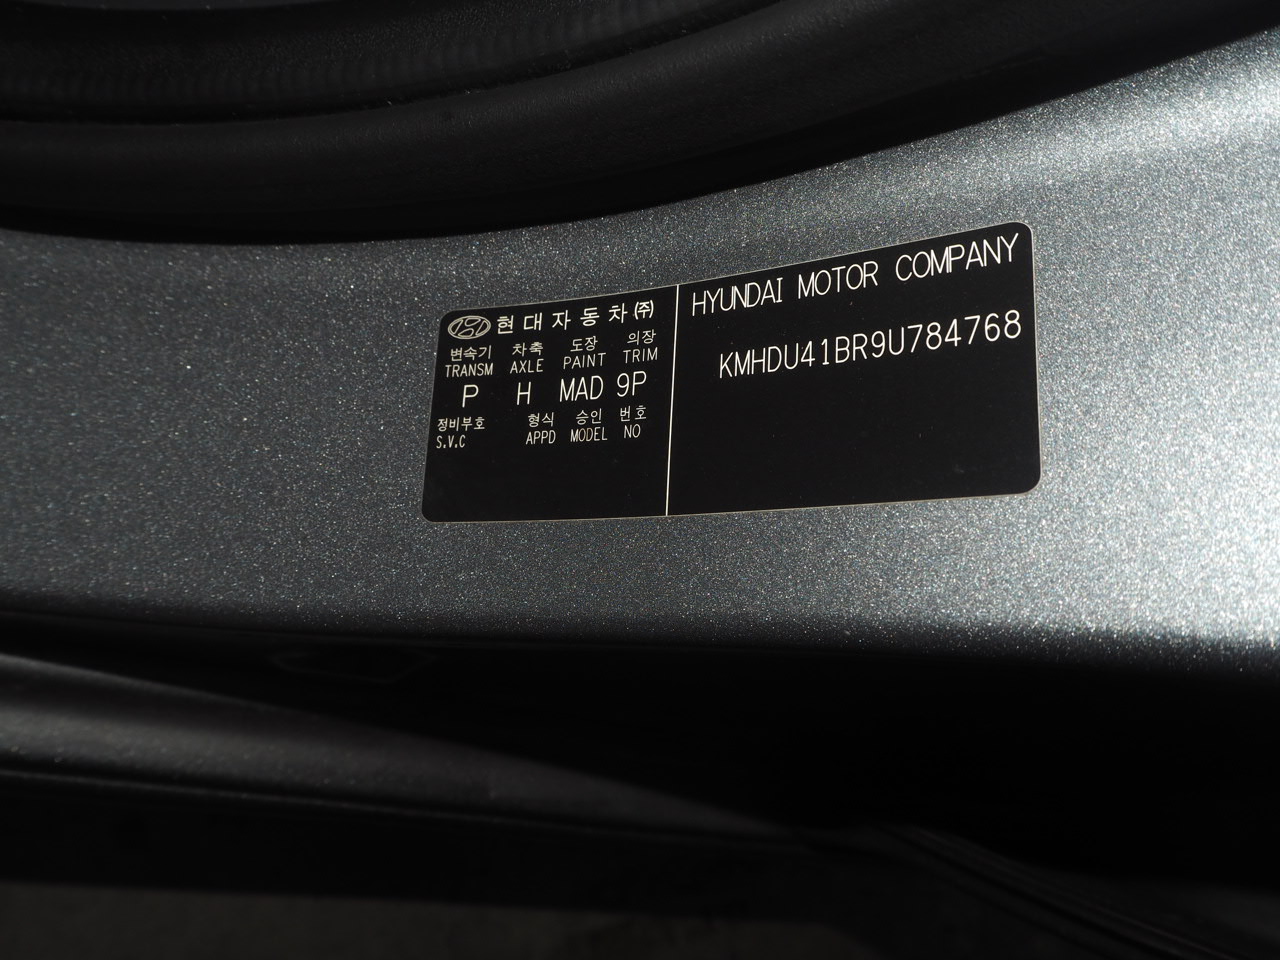 현대자동차㈜
변속기 차축 도장 의장
TRANSM AXLE PAINT TRIM
P H MAD 9P
정비부호 형식 승인 번호
S.V.C APPD MODEL NO
HYUNDAI MOTOR COMPANY
KMHDU41BR9U784768